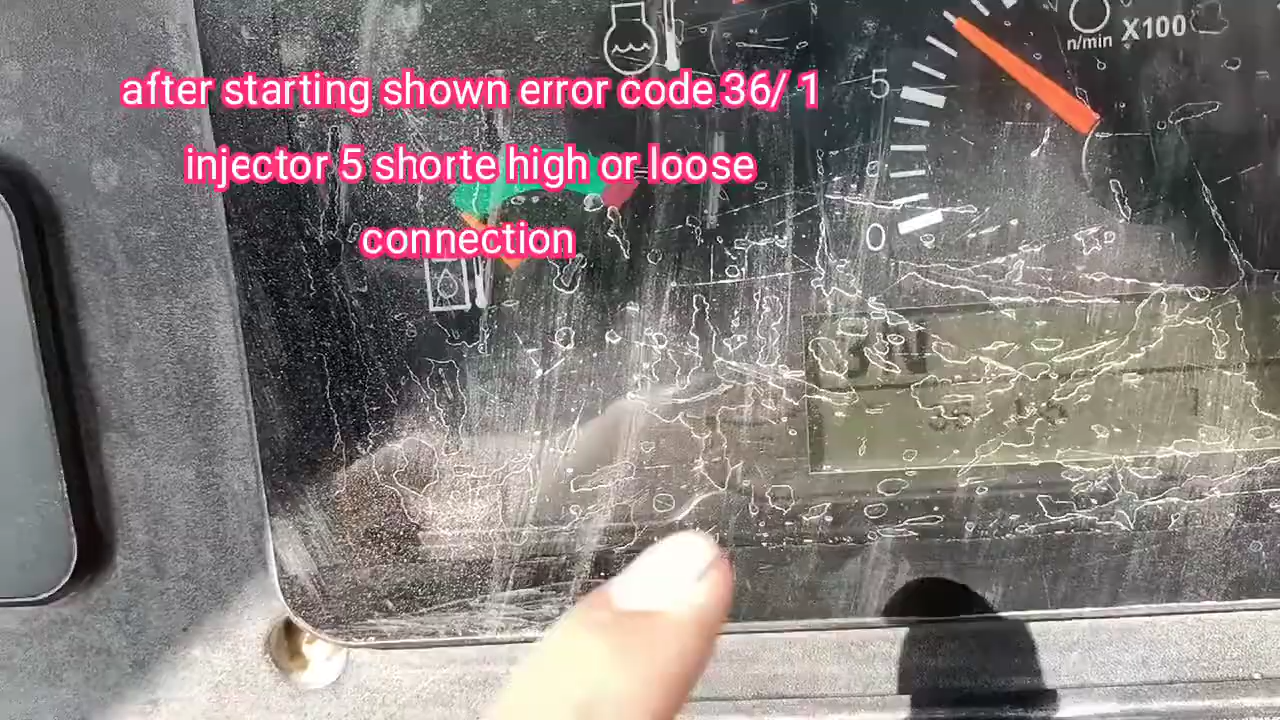 n/min X100
after starting shown error code 36/ 1
5
injector 5 shorte high or loose
connection
0